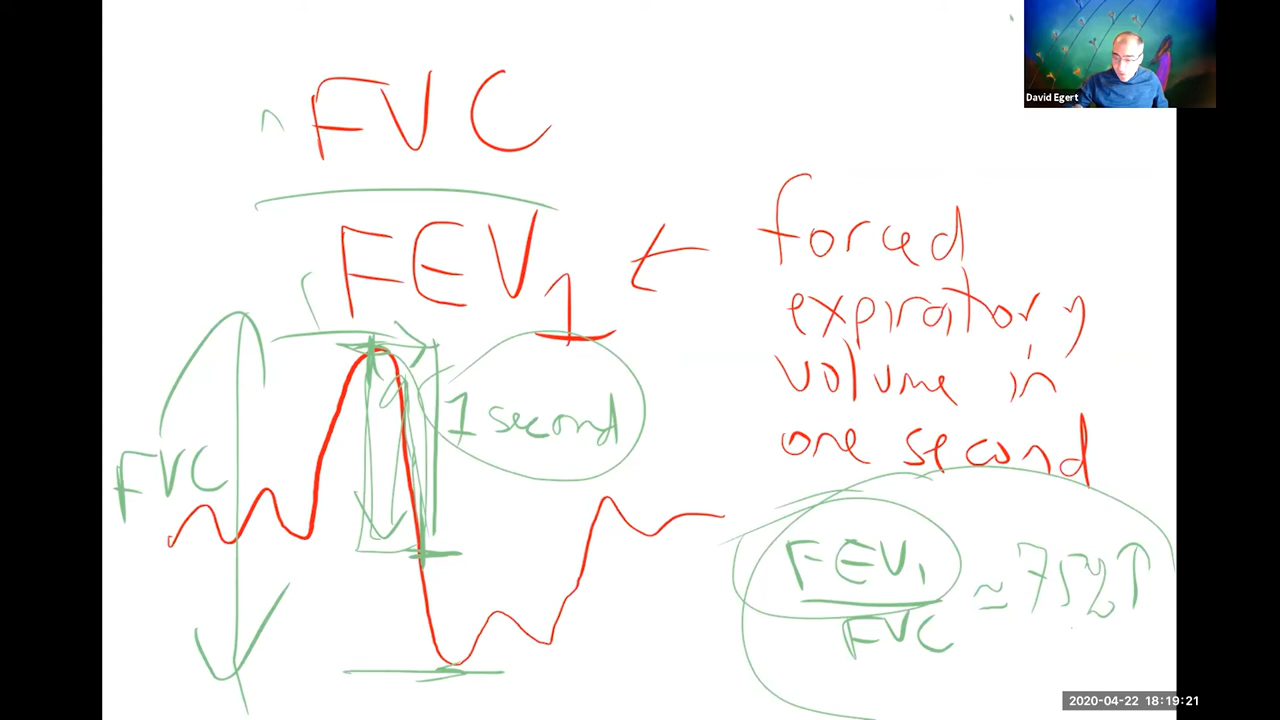 David Egert
FVC
FEV1
forced
expiratory
volume in
one second
1 second
FVC
FEV1
FVC
≃ 75% ↑
2020-04-22 18:19:21